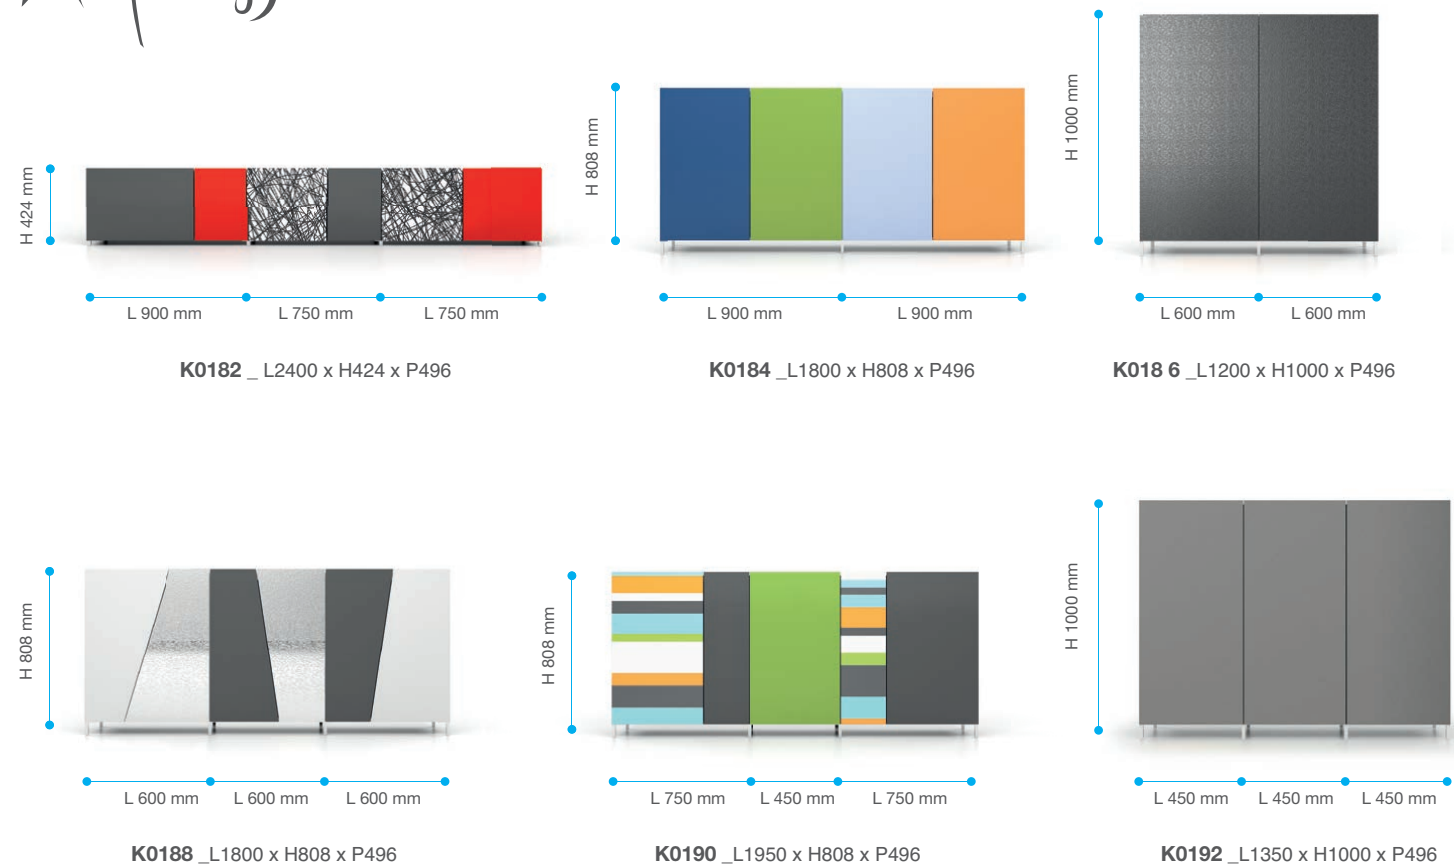 H 424 mm
L 900 mm
L 750 mm
L 750 mm
K0182 _ L2400 x H424 x P496
H 808 mm
L 900 mm
L 900 mm
K0184 _L1800 x H808 x P496
H 1000 mm
L 600 mm
L 600 mm
K018 6 _L1200 x H1000 x P496
H 808 mm
L 600 mm
L 600 mm
L 600 mm
K0188 _L1800 x H808 x P496
H 808 mm
L 750 mm
L 450 mm
L 750 mm
K0190 _L1950 x H808 x P496
H 1000 mm
L 450 mm
L 450 mm
L 450 mm
K0192 _L1350 x H1000 x P496